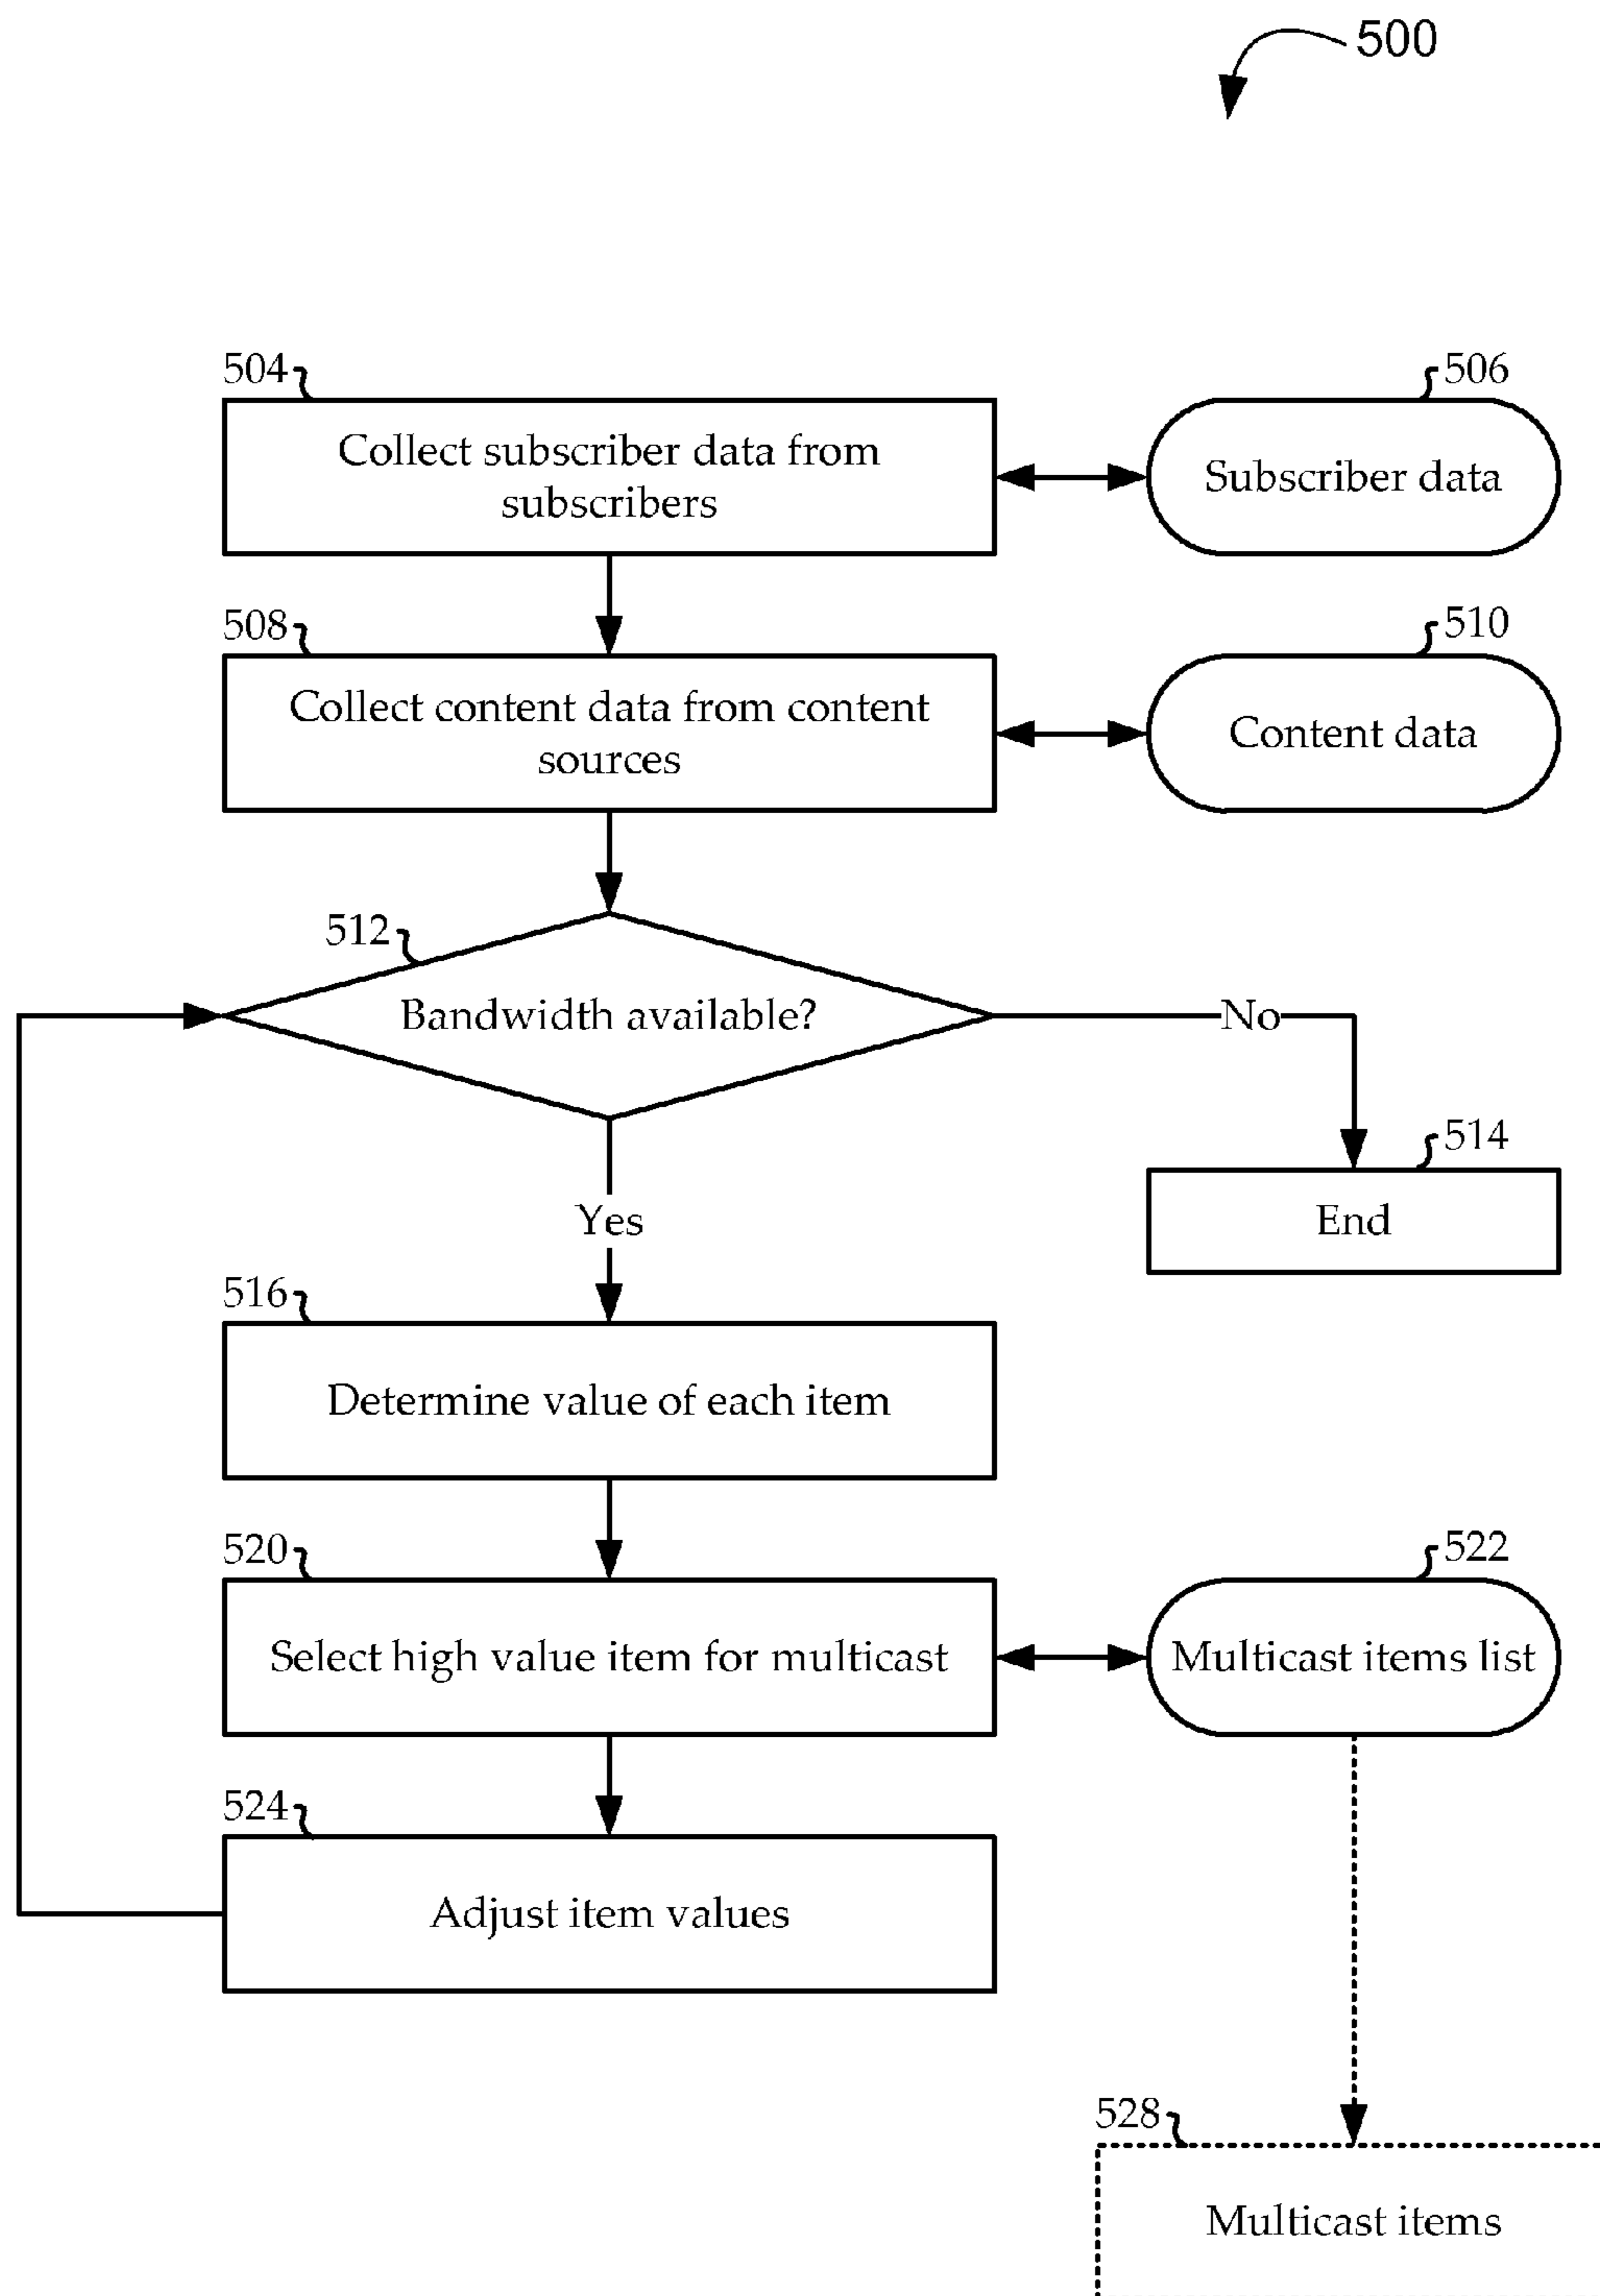 500
504
506
Collect subscriber data from
subscribers
Subscriber data
508
510
Collect content data from content
sources
Content data
512
Bandwidth available?
No
514
End
Yes
516
Determine value of each item
520
522
Select high value item for multicast
Multicast items list
524
Adjust item values
528
Multicast items